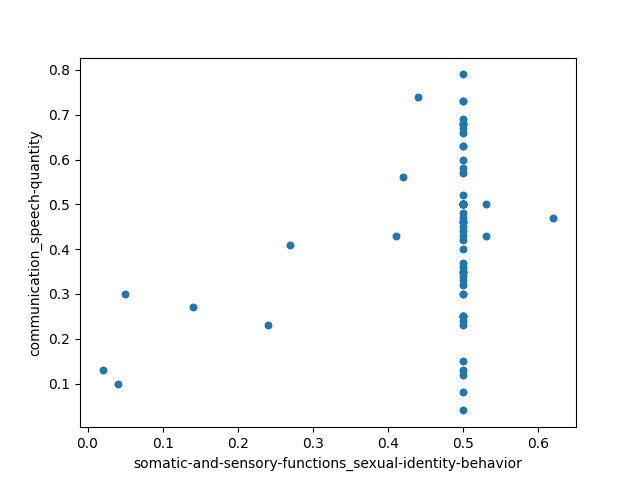 0.8
0.7
0.6
0.5
0.4
0.3
0.2
0.1
communication_speech-quantity
0.0 0.1 0.2 0.3 0.4 0.5 0.6
somatic-and-sensory-functions_sexual-identity-behavior